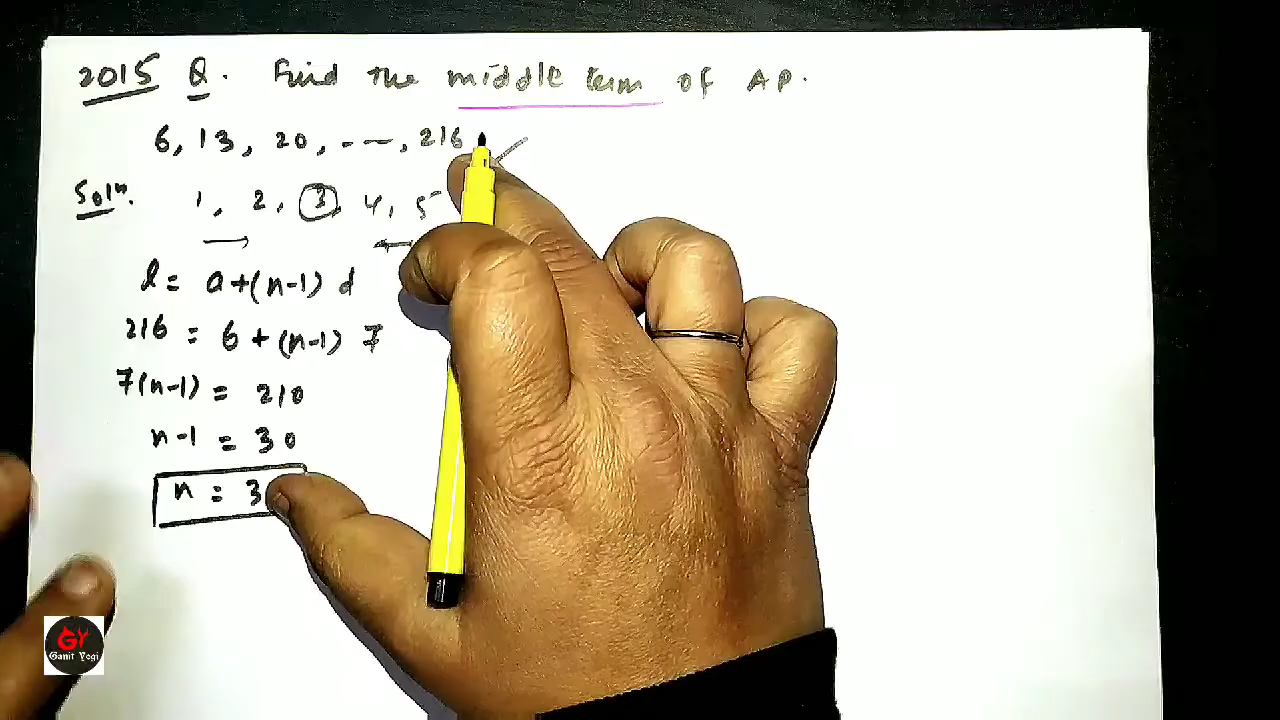 2015 Q. Find the middle term of AP.
6, 13, 20, - —, 216
Soln. 1, 2, 3, 4, 5
l = a+(n-1) d
216 = 6 + (n-1) 7
7(n-1) = 210
n-1 = 30
n = 3
GY
Ganit Yogi